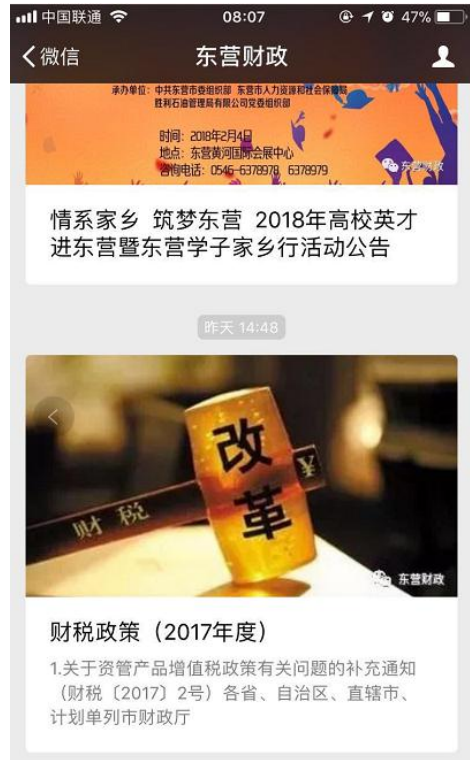 中国联通 08:07 47%
微信 东营财政
承办单位：中共东营市委组织部 东营市人力资源和社会保障局
胜利石油管理局有限公司党委组织部
时间：2018年2月4日
地点：东营黄河国际会展中心
咨询电话：0546-6378978 6378979
东营财政
情系家乡 筑梦东营 2018年高校英才
进东营暨东营学子家乡行活动公告
昨天 14:48
改
革
财税
¥
东营财政
财税政策（2017年度）
1.关于资管产品增值税政策有关问题的补充通知
（财税〔2017〕2号）各省、自治区、直辖市、
计划单列市财政厅